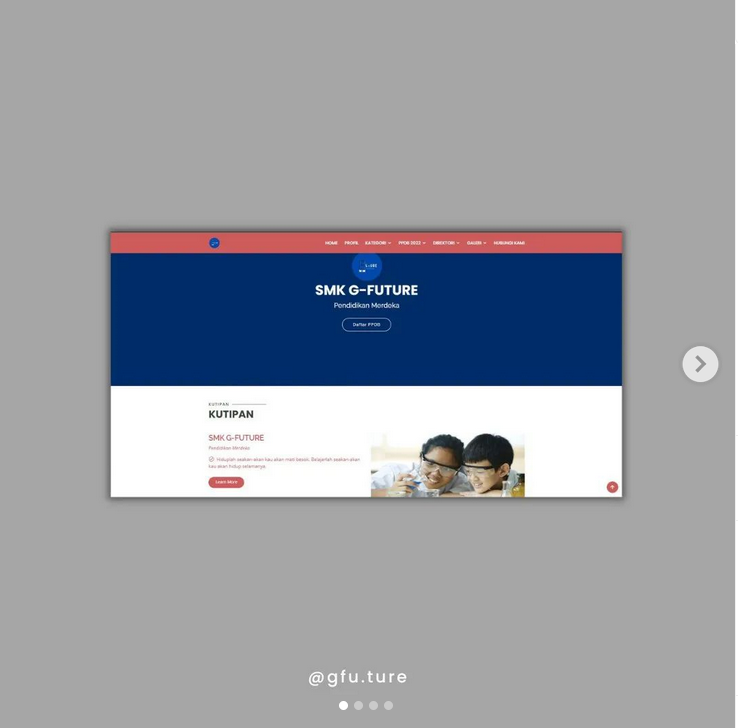 HOME PROFIL KATEGORI PPDB 2022 DIREKTORI GALERI HUBUNGI KAMI
SMK G-FUTURE
Pendidikan Merdeka
Daftar PPDB
KUTIPAN
KUTIPAN
SMK G-FUTURE
Pendidikan Merdeka
Hiduplah seakan-akan kau akan mati besok. Belajarlah seakan-akan
kau akan hidup selamanya.
Learn More
@gfu.ture